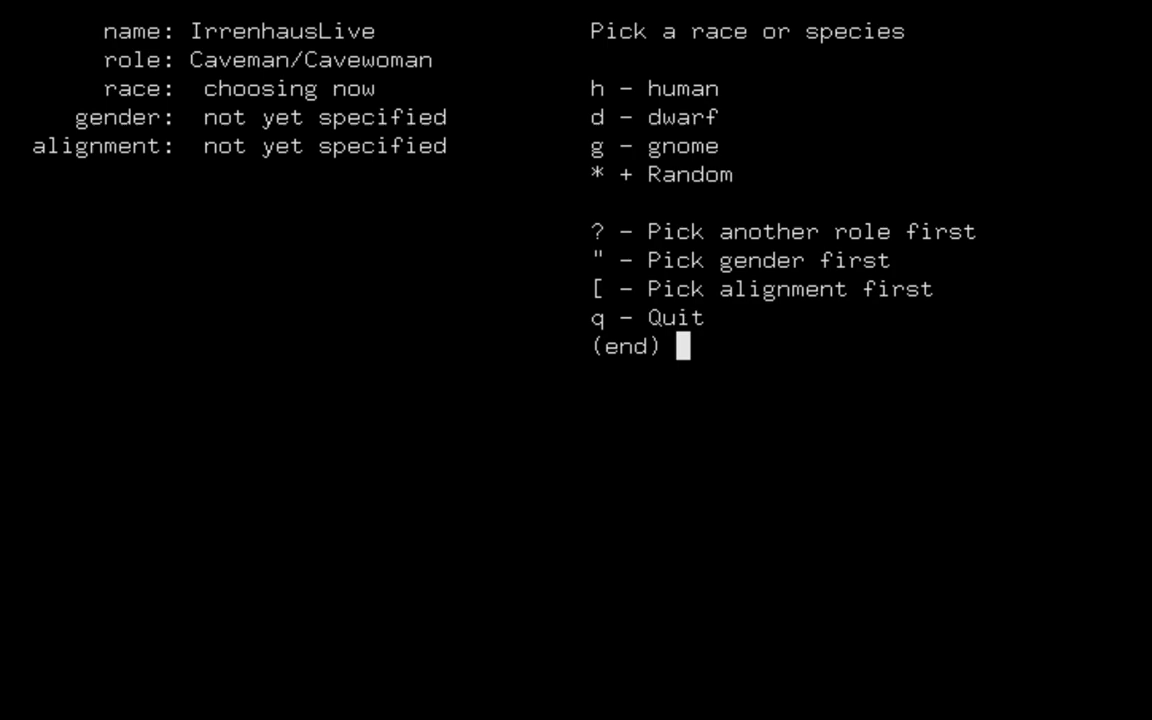 name: IrrenhausLive
role: Caveman/Cavewoman
race: choosing now
gender: not yet specified
alignment: not yet specified
Pick a race or species
h - human
d - dwarf
g - gnome
* + Random
? - Pick another role first
" - Pick gender first
[ - Pick alignment first
q - Quit
(end)